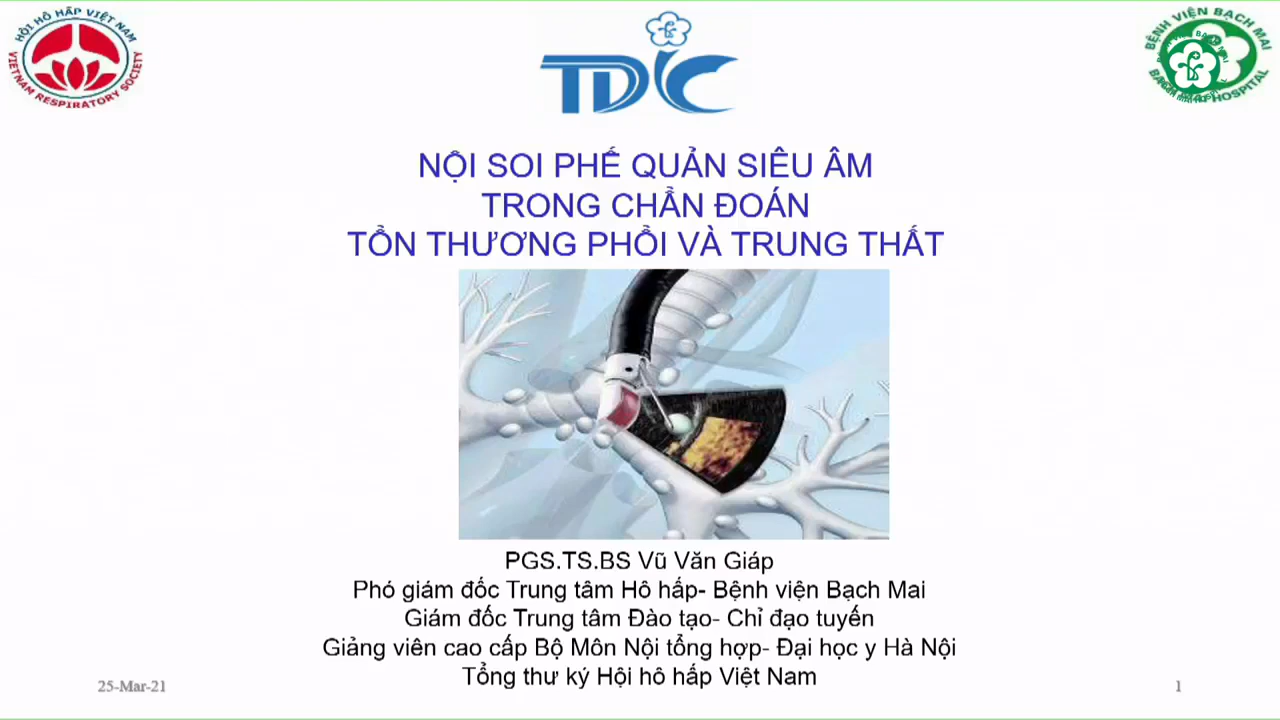 HỘI HÔ HẤP VIỆT NAM
VIETNAM RESPIRATORY SOCIETY
TDC
BỆNH VIỆN BẠCH MAI
HOSPITAL
NỘI SOI PHẾ QUẢN SIÊU ÂM
TRONG CHẨN ĐOÁN
TỔN THƯƠNG PHỔI VÀ TRUNG THẤT
PGS.TS.BS Vũ Văn Giáp
Phó giám đốc Trung tâm Hô hấp- Bệnh viện Bạch Mai
Giám đốc Trung tâm Đào tạo- Chỉ đạo tuyến
Giảng viên cao cấp Bộ Môn Nội tổng hợp- Đại học y Hà Nội
Tổng thư ký Hội hô hấp Việt Nam
25-Mar-21
1